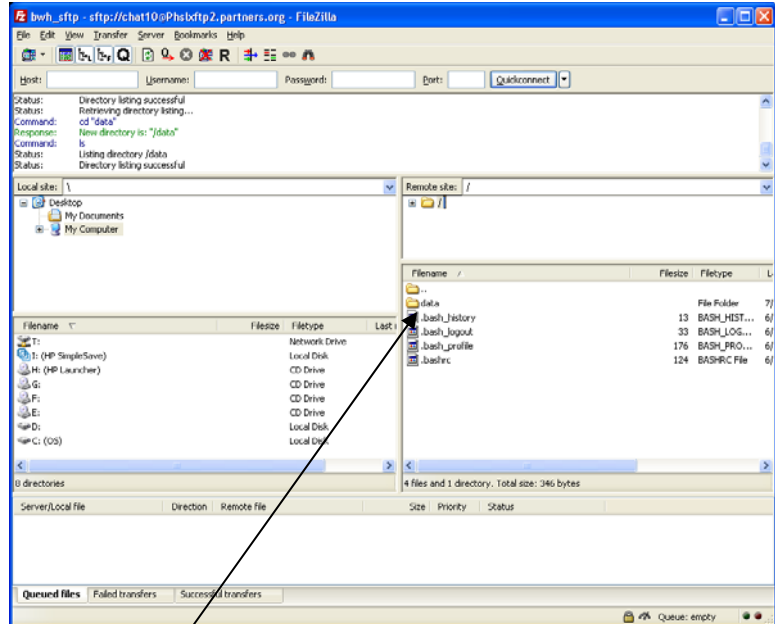 bwh_sftp - sftp://chat10@Phslxftp2.partners.org - FileZilla
File Edit View Transfer Server Bookmarks Help
Host: Username: Password: Port: Quickconnect
Status: Directory listing successful
Status: Retrieving directory listing...
Command: cd "data"
Response: New directory is: "/data"
Command: ls
Status: Listing directory /data
Status: Directory listing successful
Local site: \
Desktop
My Documents
My Computer
Filename Filesize Filetype Last
T: Network Drive
I: (HP SimpleSave) Local Disk
H: (HP Launcher) CD Drive
G: CD Drive
F: CD Drive
E: CD Drive
D: Local Disk
C: (OS) Local Disk
8 directories
Remote site: /
/
Filename / Filesize Filetype L
..
data File Folder 7/
.bash_history 13 BASH_HIST... 6/
.bash_logout 33 BASH_LOG... 6/
.bash_profile 176 BASH_PRO... 6/
.bashrc 124 BASHRC File 6/
4 files and 1 directory. Total size: 346 bytes
Server/Local file Direction Remote file Size Priority Status
Queued files Failed transfers Successful transfers
Queue: empty